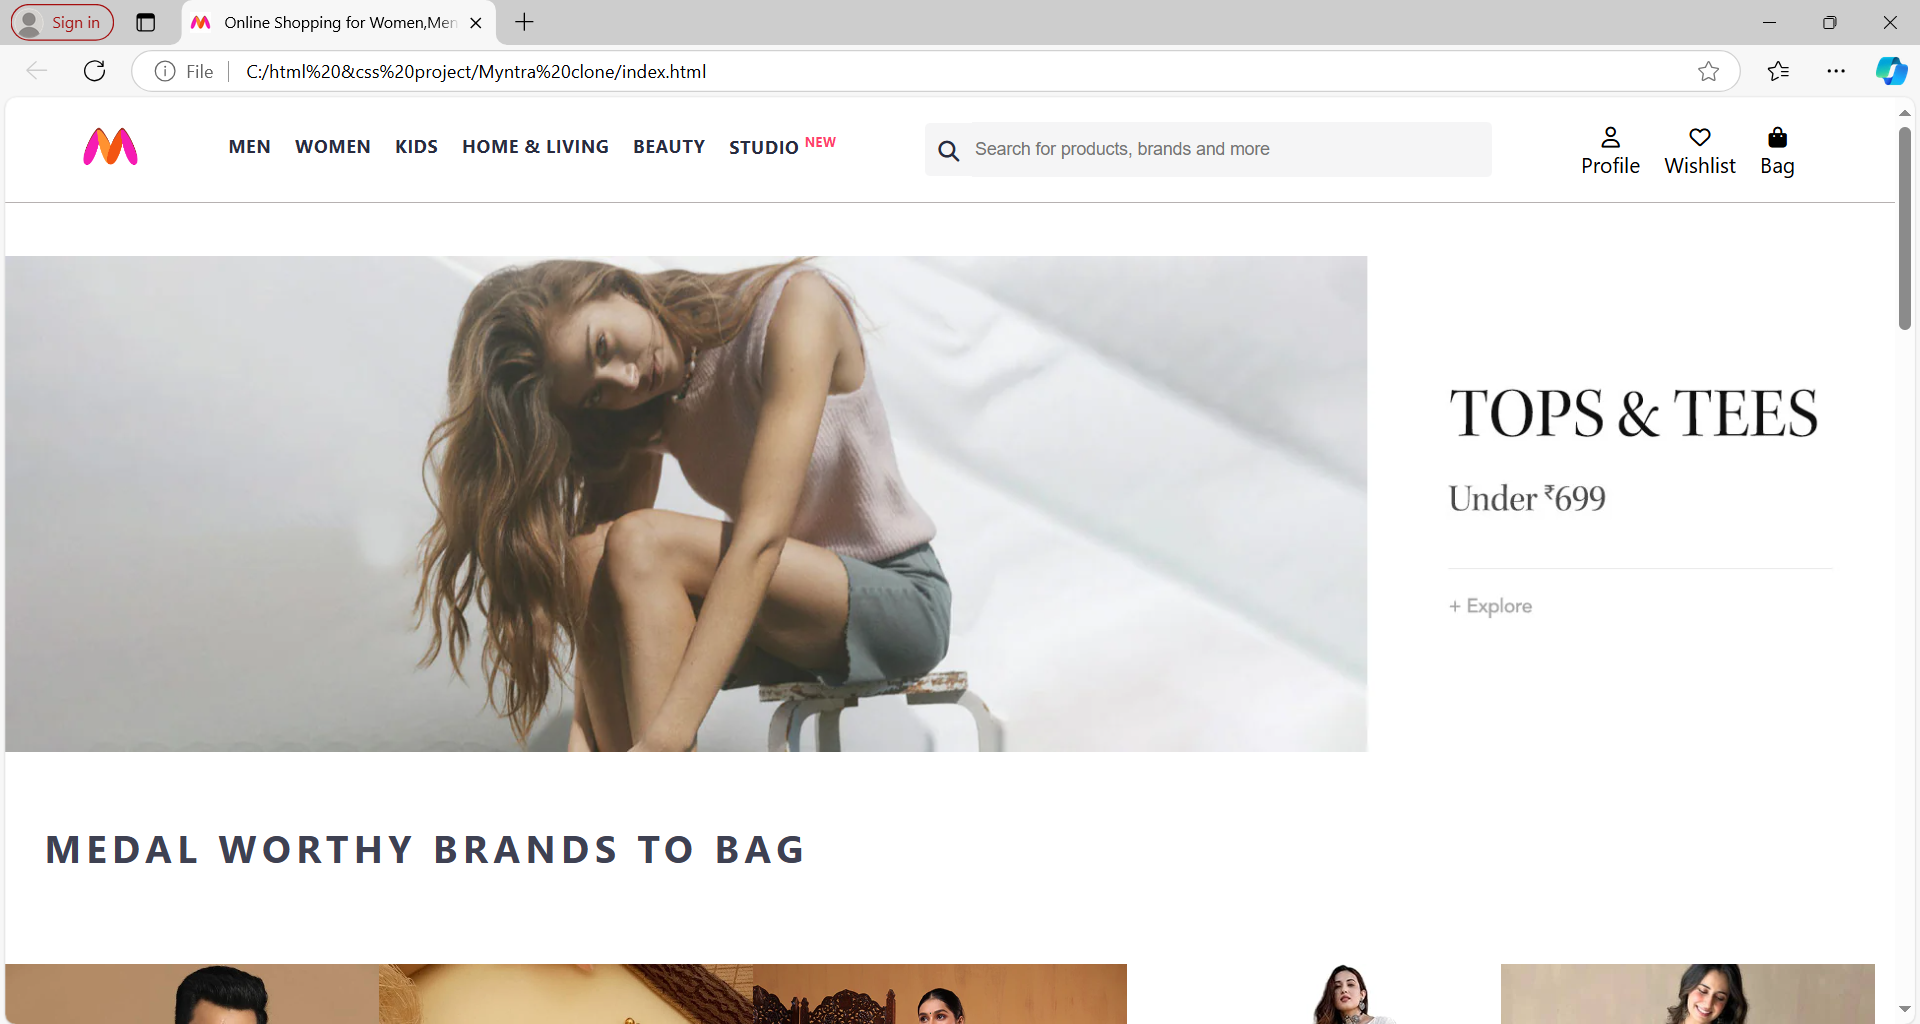 Sign in
Online Shopping for Women,Men
File
C:/html%20&css%20project/Myntra%20clone/index.html
MEN WOMEN KIDS HOME & LIVING BEAUTY STUDIO NEW
Search for products, brands and more
Profile Wishlist Bag
TOPS & TEES
Under ₹699
+ Explore
MEDAL WORTHY BRANDS TO BAG